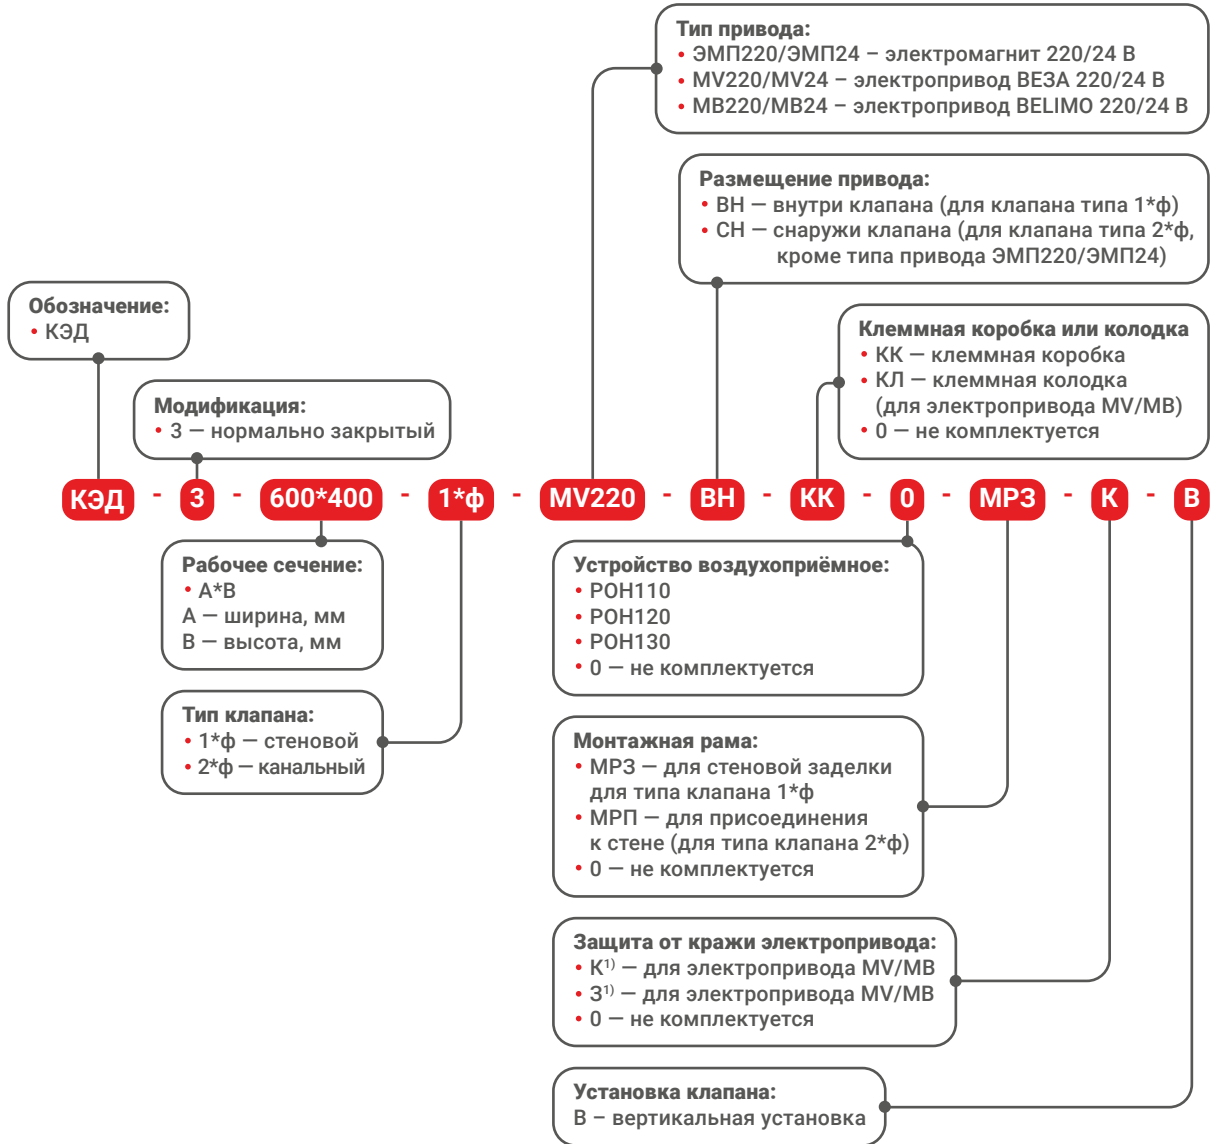 Тип привода:
• ЭМП220/ЭМП24 – электромагнит 220/24 В
• MV220/MV24 – электропривод ВЕЗА 220/24 В
• MB220/MB24 – электропривод BELIMO 220/24 В
Размещение привода:
• ВН — внутри клапана (для клапана типа 1*ф)
• СН — снаружи клапана (для клапана типа 2*ф,
кроме типа привода ЭМП220/ЭМП24)
Обозначение:
• КЭД
Клеммная коробка или колодка
• КК — клеммная коробка
• КЛ — клеммная колодка
(для электропривода MV/MB)
• 0 — не комплектуется
Модификация:
• 3 — нормально закрытый
КЭД - 3 - 600*400 - 1*ф - MV220 - ВН - КК - 0 - МРЗ - К - В
Рабочее сечение:
• А*В
А — ширина, мм
В — высота, мм
Тип клапана:
• 1*ф — стеновой
• 2*ф — канальный
Устройство воздухоприёмное:
• РОН110
• РОН120
• РОН130
• 0 — не комплектуется
Монтажная рама:
• МРЗ — для стеновой заделки
для типа клапана 1*ф
• МРП — для присоединения
к стене (для типа клапана 2*ф)
• 0 — не комплектуется
Защита от кражи электропривода:
• К¹⁾ — для электропривода MV/MB
• З¹⁾ — для электропривода MV/MB
• 0 — не комплектуется
Установка клапана:
В – вертикальная установка